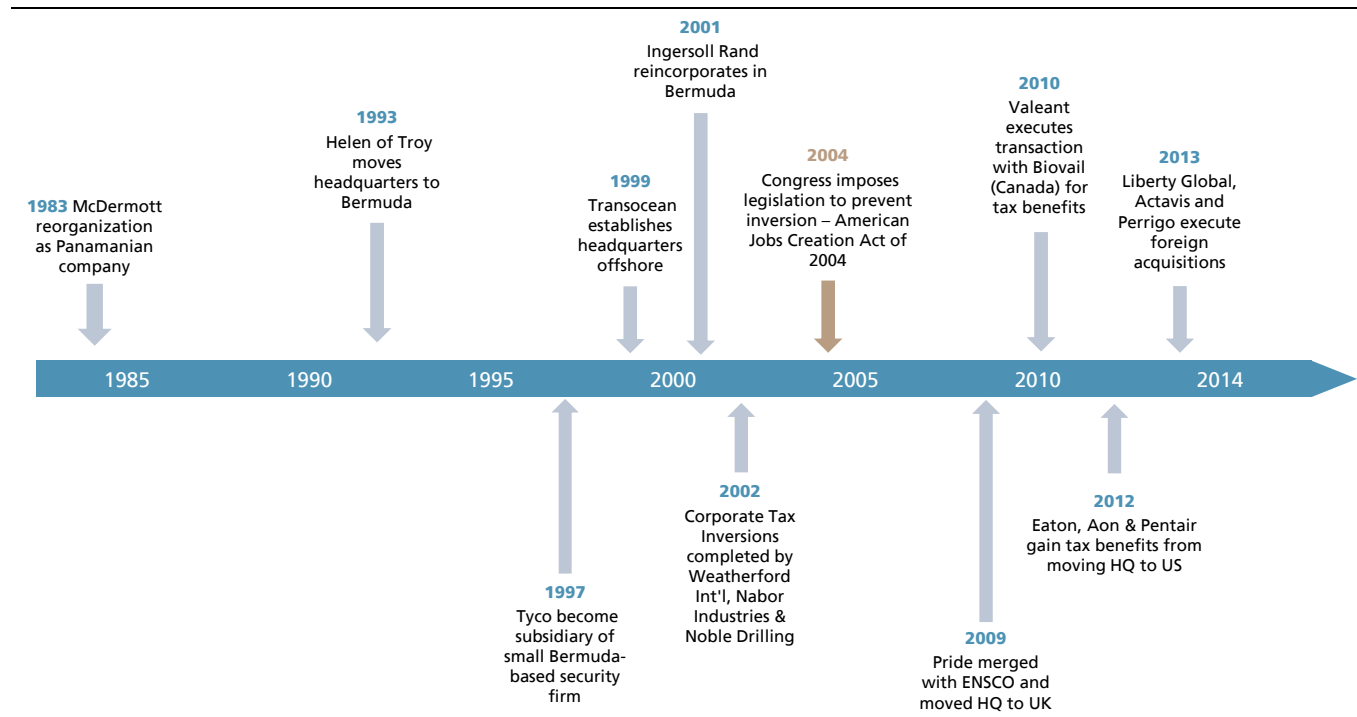 2001
Ingersoll Rand
reincorporates in
Bermuda
2010
Valeant
executes
transaction
with Biovail
(Canada) for
tax benefits
1993
Helen of Troy
moves
headquarters to
Bermuda
2004
Congress imposes
legislation to prevent
inversion – American
Jobs Creation Act of
2004
2013
Liberty Global,
Actavis and
Perrigo execute
foreign
acquisitions
1999
Transocean
establishes
headquarters
offshore
1983 McDermott
reorganization
as Panamanian
company
1985 1990 1995 2000 2005 2010 2014
2002
Corporate Tax
Inversions
completed by
Weatherford
Int'l, Nabor
Industries &
Noble Drilling
2012
Eaton, Aon & Pentair
gain tax benefits from
moving HQ to US
1997
Tyco become
subsidiary of
small Bermuda-
based security
firm
2009
Pride merged
with ENSCO and
moved HQ to UK